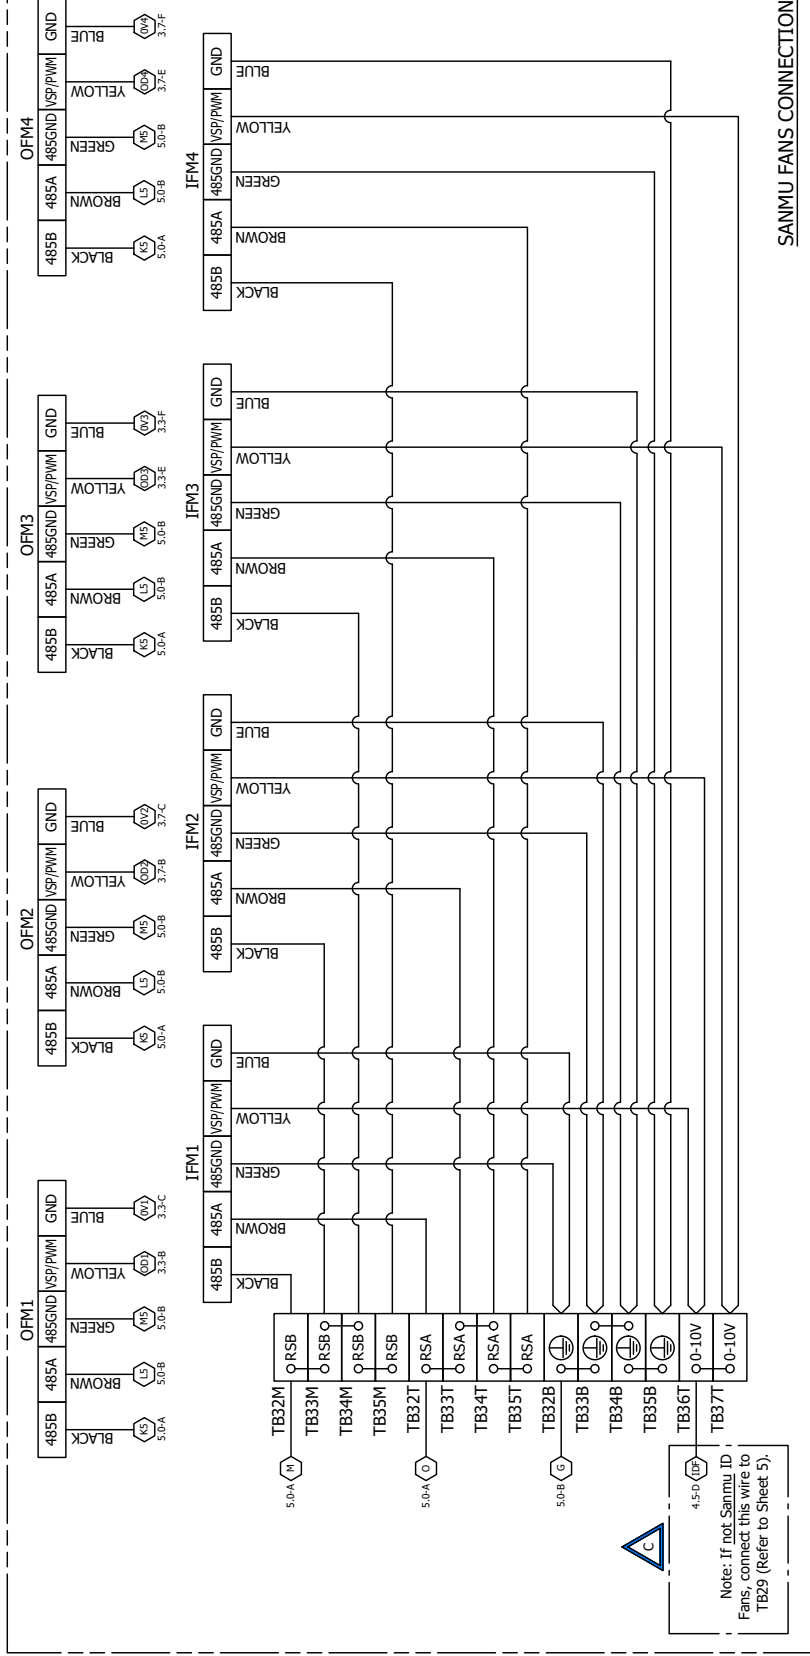 OFM1
485B
485A
485GND
VSP/PWM
GND
BLACK
BROWN
GREEN
YELLOW
BLUE
K5
L5
M5
OD1
0V1
5.0-A
5.0-B
5.0-B
3.3-B
3.3-C
OFM2
485B
485A
485GND
VSP/PWM
GND
BLACK
BROWN
GREEN
YELLOW
BLUE
K5
L5
M5
OD2
0V2
5.0-A
5.0-B
5.0-B
3.7-B
3.7-C
OFM3
485B
485A
485GND
VSP/PWM
GND
BLACK
BROWN
GREEN
YELLOW
BLUE
K5
L5
M5
OD3
0V3
5.0-A
5.0-B
5.0-B
3.3-E
3.3-F
OFM4
485B
485A
485GND
VSP/PWM
GND
BLACK
BROWN
GREEN
YELLOW
BLUE
K5
L5
M5
OD4
0V4
5.0-A
5.0-B
5.0-B
3.7-E
3.7-F
IFM1
485B
485A
485GND
VSP/PWM
GND
BLACK
BROWN
GREEN
YELLOW
BLUE
IFM2
485B
485A
485GND
VSP/PWM
GND
BLACK
BROWN
GREEN
YELLOW
BLUE
IFM3
485B
485A
485GND
VSP/PWM
GND
BLACK
BROWN
GREEN
YELLOW
BLUE
IFM4
485B
485A
485GND
VSP/PWM
GND
BLACK
BROWN
GREEN
YELLOW
BLUE
5.0-A M
TB32M RSB
TB33M RSB
TB34M RSB
TB35M RSB
5.0-A O
TB32T RSA
TB33T RSA
TB34T RSA
TB35T RSA
5.0-B G
TB32B
TB33B
TB34B
TB35B
4.5-D IDF
TB36T 0-10V
TB37T 0-10V
C
Note: If not Sanmu ID
Fans, connect this wire to
TB29 (Refer to Sheet 5).
SANMU FANS CONNECTION